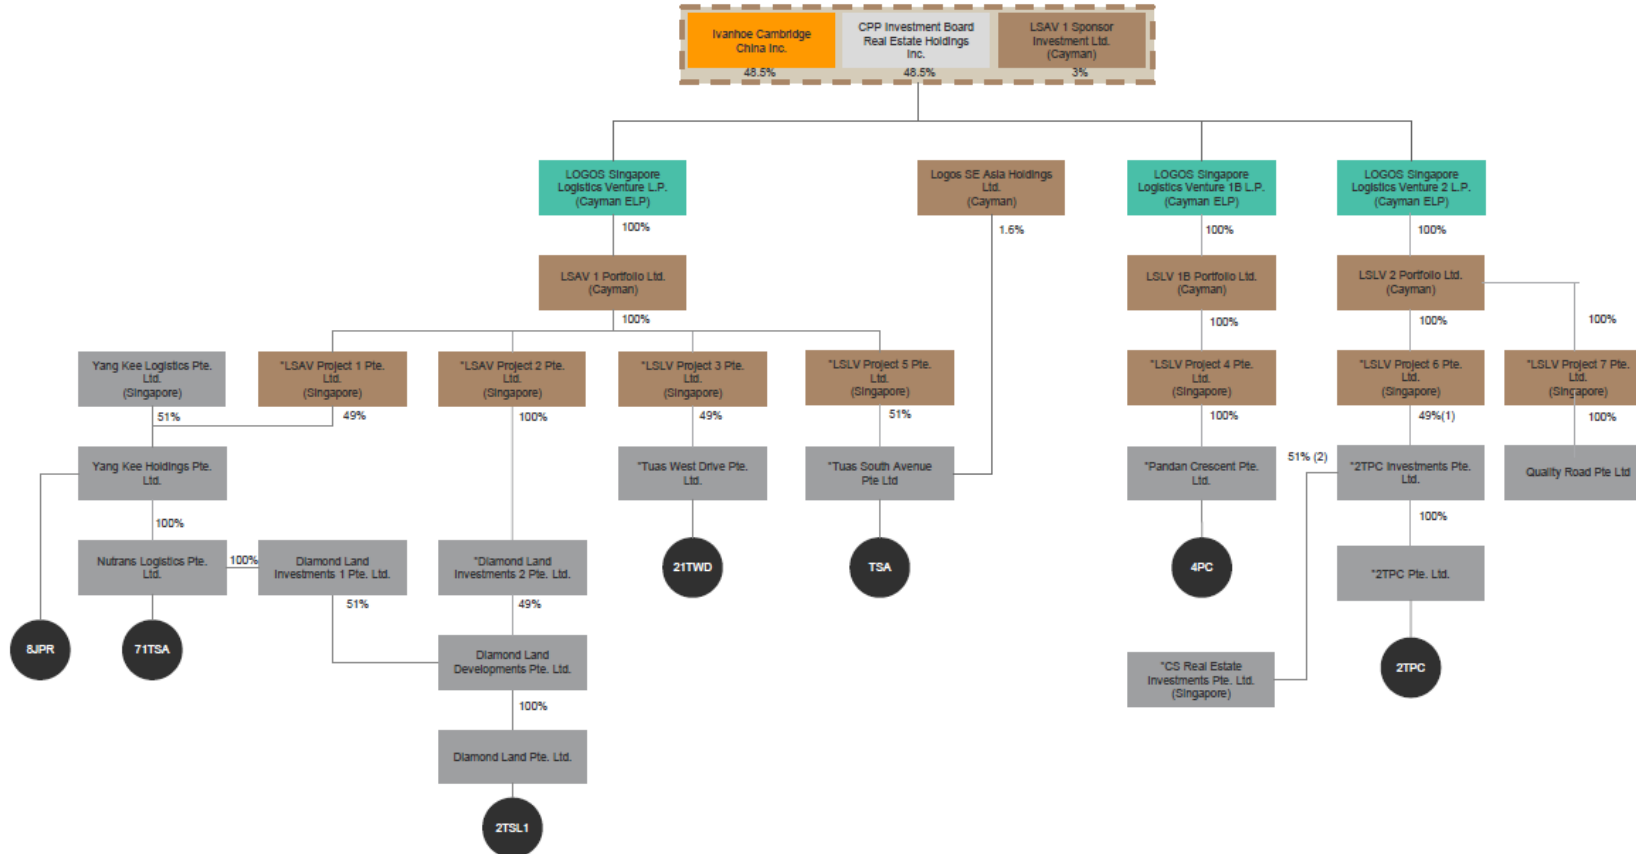 Ivanhoe Cambridge
China Inc.
CPP Investment Board
Real Estate Holdings
Inc.
LSAV 1 Sponsor
Investment Ltd.
(Cayman)
48.5%
48.5%
3%
LOGOS Singapore
Logistics Venture L.P.
(Cayman ELP)
Logos SE Asia Holdings
Ltd.
(Cayman)
LOGOS Singapore
Logistics Venture 1B L.P.
(Cayman ELP)
LOGOS Singapore
Logistics Venture 2 L.P.
(Cayman ELP)
100%
1.6%
100%
100%
LSAV 1 Portfolio Ltd.
(Cayman)
LSLV 1B Portfolio Ltd.
(Cayman)
LSLV 2 Portfolio Ltd.
(Cayman)
100%
100%
100%
100%
Yang Kee Logistics Pte.
Ltd.
(Singapore)
"LSAV Project 1 Pte.
Ltd.
(Singapore)
"LSAV Project 2 Pte.
Ltd.
(Singapore)
"LSLV Project 3 Pte.
Ltd.
(Singapore)
"LSLV Project 5 Pte.
Ltd.
(Singapore)
"LSLV Project 4 Pte.
Ltd.
(Singapore)
"LSLV Project 6 Pte.
Ltd.
(Singapore)
"LSLV Project 7 Pte.
Ltd.
(Singapore)
51%
49%
100%
49%
51%
100%
49%(1)
100%
Yang Kee Holdings Pte.
Ltd.
"Tuas West Drive Pte.
Ltd.
"Tuas South Avenue
Pte Ltd
"Pandan Crescent Pte.
Ltd.
51% (2)
"2TPC Investments Pte.
Ltd.
Quality Road Pte Ltd
100%
100%
Nutrans Logistics Pte.
Ltd.
100%
Diamond Land
Investments 1 Pte. Ltd.
"Diamond Land
Investments 2 Pte. Ltd.
21TWD
TSA
4PC
"2TPC Pte. Ltd.
51%
49%
8JPR
71TSA
Diamond Land
Developments Pte. Ltd.
"CS Real Estate
Investments Pte. Ltd.
(Singapore)
2TPC
100%
Diamond Land Pte. Ltd.
2TSL1